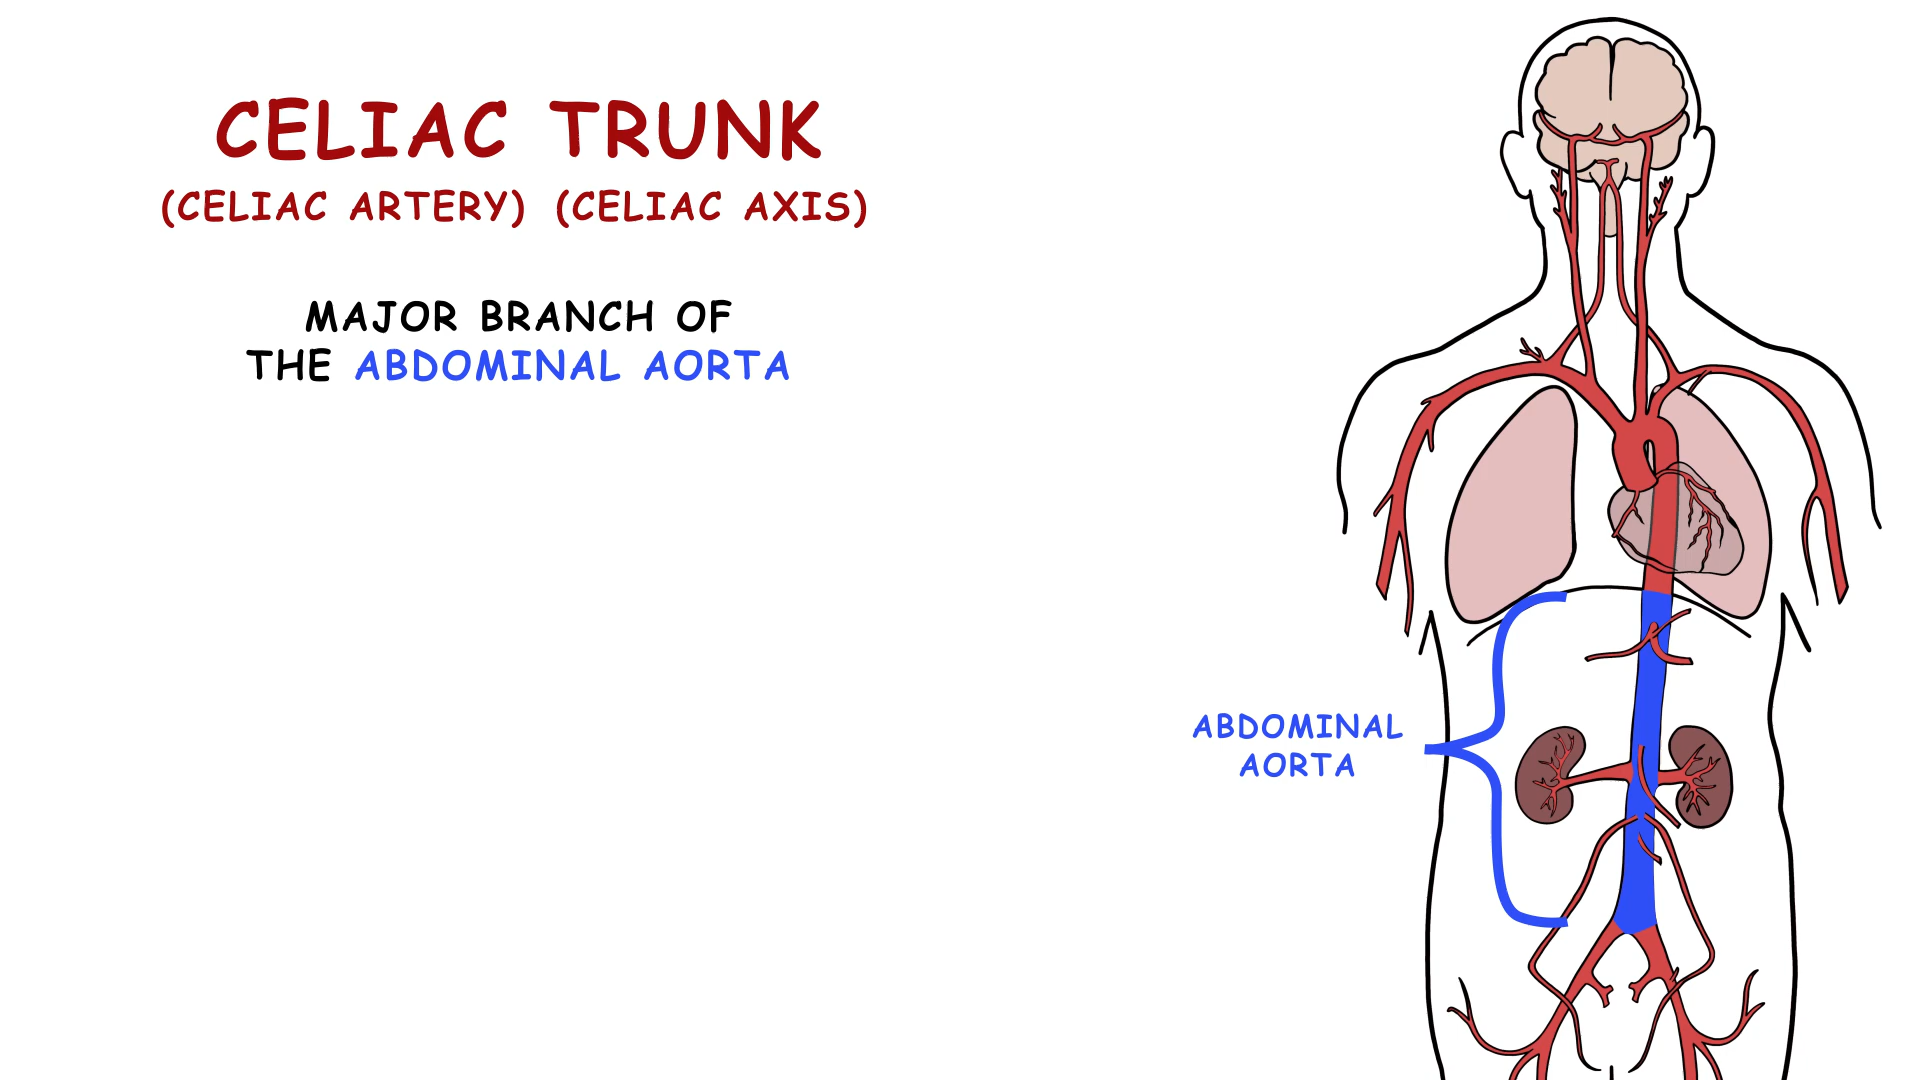 CELIAC TRUNK
(CELIAC ARTERY) (CELIAC AXIS)
MAJOR BRANCH OF
THE ABDOMINAL AORTA
ABDOMINAL
AORTA